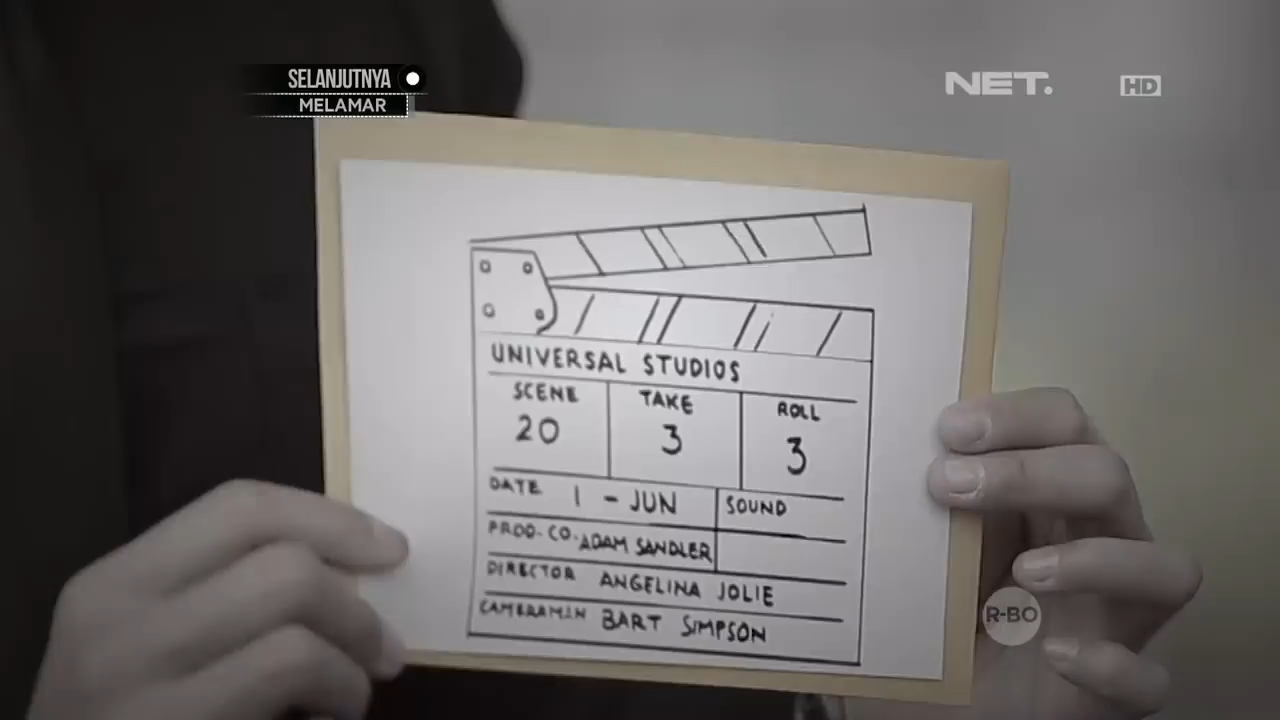 SELANJUTNYA
MELAMAR
NET.
HD
UNIVERSAL STUDIOS
SCENE TAKE ROLL
20 3 3
DATE 1 - JUN SOUND
PROD. CO. ADAM SANDLER
DIRECTOR ANGELINA JOLIE
CAMERAMIN BART SIMPSON
R-BO